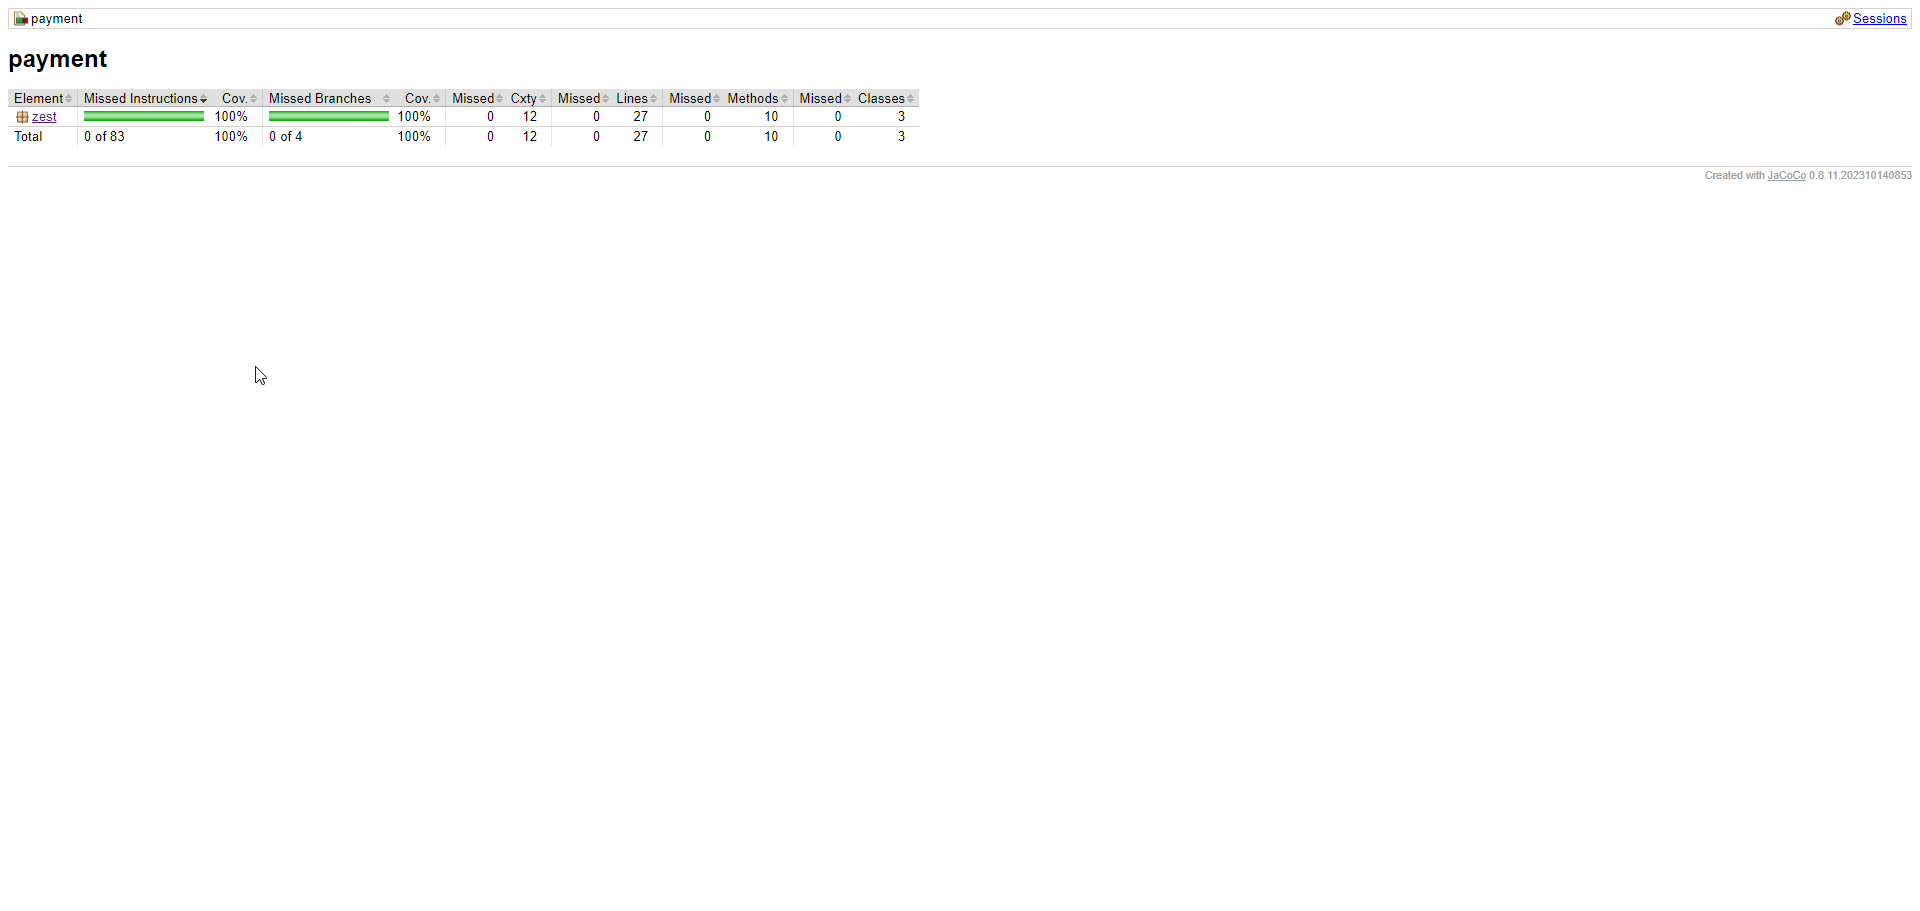 payment Sessions
payment
Element Missed Instructions Cov. Missed Branches Cov. Missed Cxty Missed Lines Missed Methods Missed Classes
zest 100% 100% 0 12 0 27 0 10 0 3
Total 0 of 83 100% 0 of 4 100% 0 12 0 27 0 10 0 3
Created with JaCoCo 0.8.11.202310140853